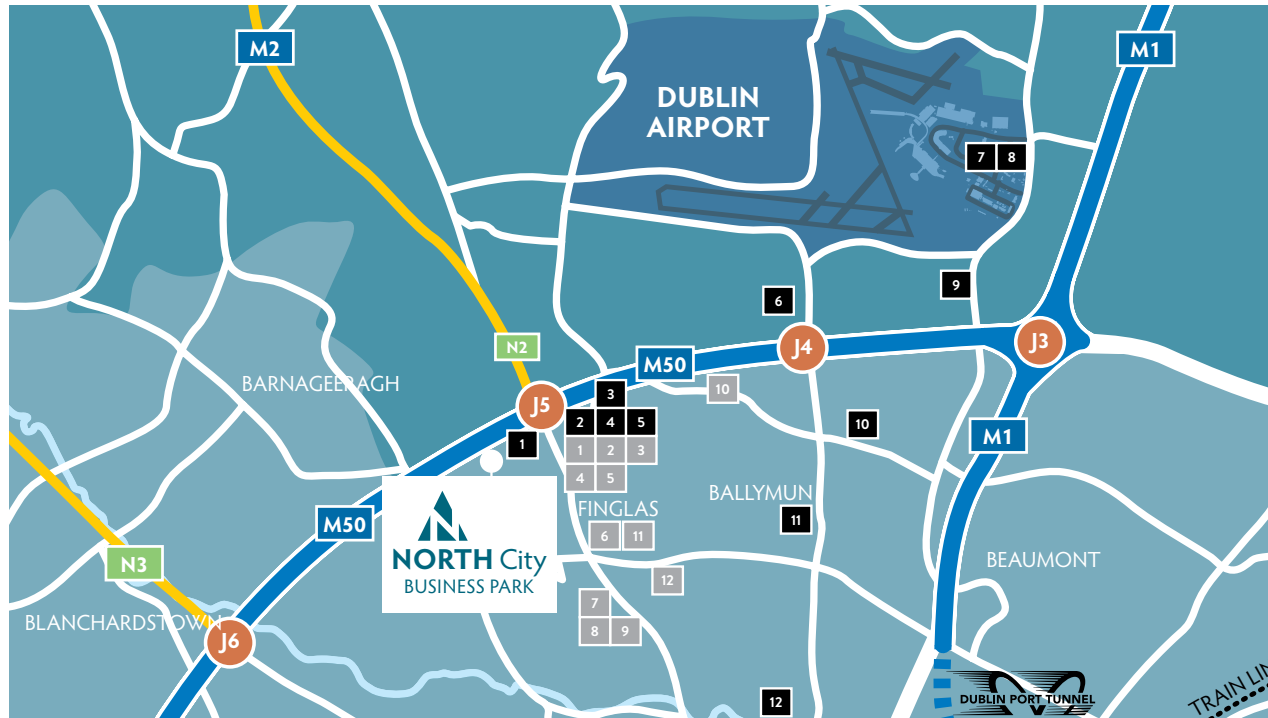 M2
M1
DUBLIN
AIRPORT
7 8
9
6
N2
J4
J3
M50
BARNAGEERAGH
10
J5
3
2 4 5
M1
10
1
1 2 3
4 5
BALLYMUN
FINGLAS
M50
11
6 11
NORTH City
BUSINESS PARK
N3
BEAUMONT
12
7
8 9
BLANCHARDSTOWN
J6
12
DUBLIN PORT TUNNEL
TRAIN LIN